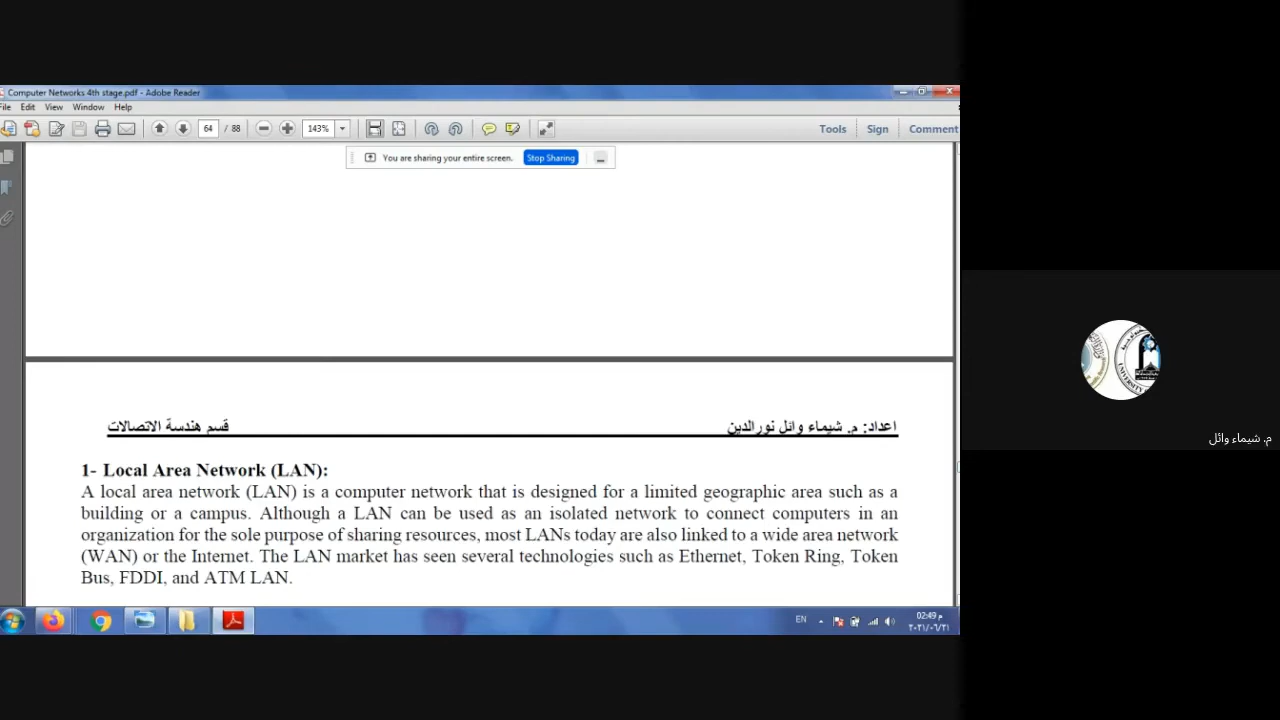 Computer Networks 4th stage.pdf - Adobe Reader
File Edit View Window Help
64 / 88 143% Tools Sign Comment
You are sharing your entire screen. Stop Sharing
اعداد: م. شيماء وائل نورالدين قسم هندسة الاتصالات
1- Local Area Network (LAN):
A local area network (LAN) is a computer network that is designed for a limited geographic area such as a
building or a campus. Although a LAN can be used as an isolated network to connect computers in an
organization for the sole purpose of sharing resources, most LANs today are also linked to a wide area network
(WAN) or the Internet. The LAN market has seen several technologies such as Ethernet, Token Ring, Token
Bus, FDDI, and ATM LAN.
EN
02:49 م
٢٠٢١/٠٦/٢١
م. شيماء وائل